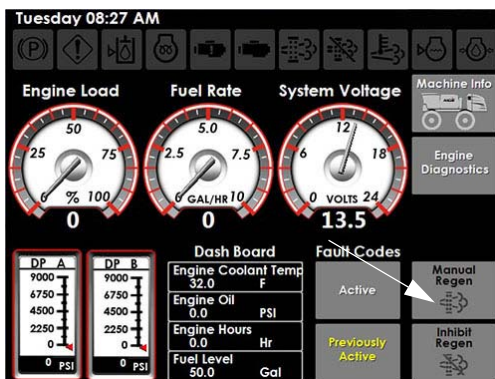 Tuesday 08:27 AM
Engine Load
Fuel Rate
System Voltage
Machine Info
50
25
75
0
100
%
0
5.0
2.5
7.5
0
10
GAL/HR
0
12
6
18
0
24
VOLTS
13.5
Engine
Diagnostics
DP A
9000
6750
4500
2250
0
0 PSI
DP B
9000
6750
4500
2250
0
0 PSI
Dash Board
Engine Coolant Temp
32.0 F
Engine Oil
0.0 PSI
Engine Hours
0.0 Hr
Fuel Level
50.0 Gal
Fault Codes
Active
Previously
Active
Manual
Regen
Inhibit
Regen